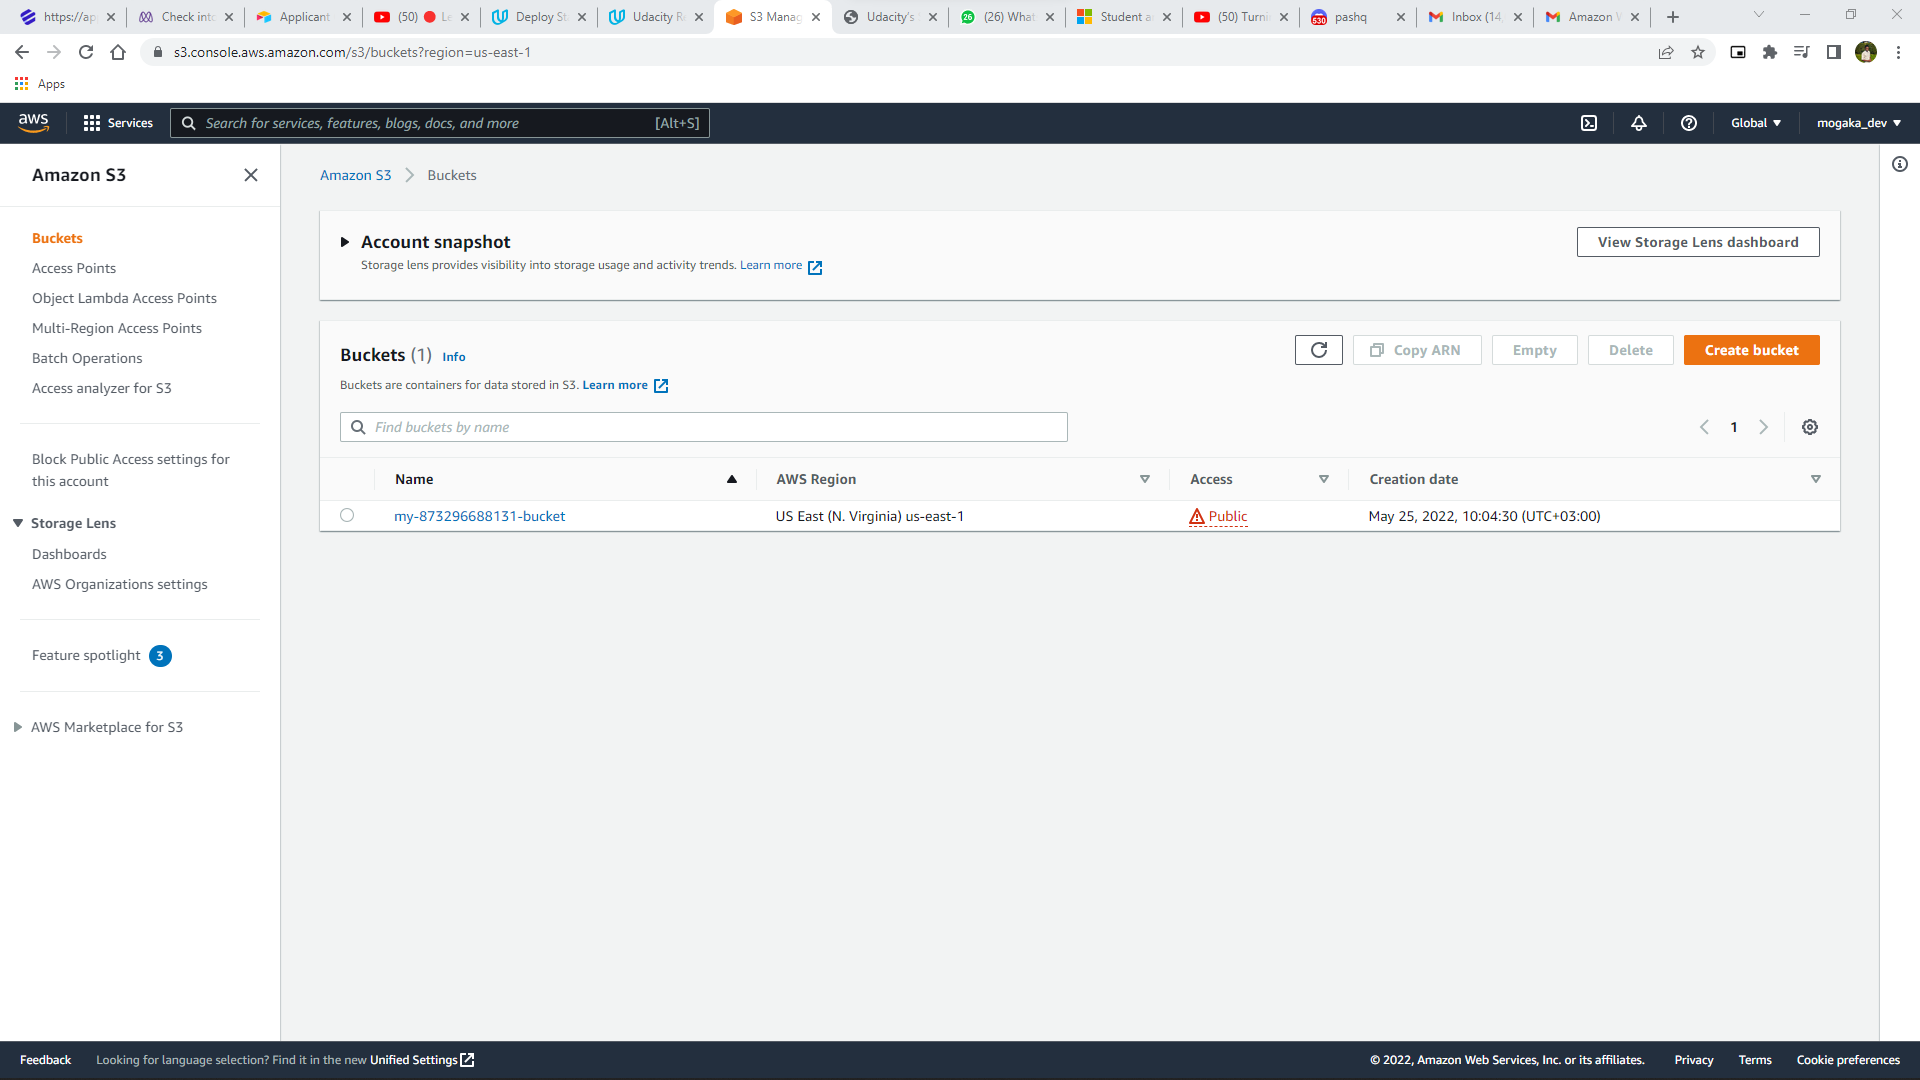 https://ap
Check into
Applicant
(50) 🔴 Le
Deploy St
Udacity R
S3 Manag
Udacity's
(26) What
Student a
(50) Turni
pashq
Inbox (14
Amazon W
s3.console.aws.amazon.com/s3/buckets?region=us-east-1
Apps
aws
Services
Search for services, features, blogs, docs, and more [Alt+S]
Global
mogaka_dev
Amazon S3
Buckets
Access Points
Object Lambda Access Points
Multi-Region Access Points
Batch Operations
Access analyzer for S3
Block Public Access settings for
this account
Storage Lens
Dashboards
AWS Organizations settings
Feature spotlight 3
AWS Marketplace for S3
Amazon S3 > Buckets
Account snapshot
Storage lens provides visibility into storage usage and activity trends. Learn more
View Storage Lens dashboard
Buckets (1) Info
Buckets are containers for data stored in S3. Learn more
Copy ARN
Empty
Delete
Create bucket
Find buckets by name
1
Name AWS Region Access Creation date
my-873296688131-bucket US East (N. Virginia) us-east-1 Public May 25, 2022, 10:04:30 (UTC+03:00)
Feedback Looking for language selection? Find it in the new Unified Settings
© 2022, Amazon Web Services, Inc. or its affiliates. Privacy Terms Cookie preferences